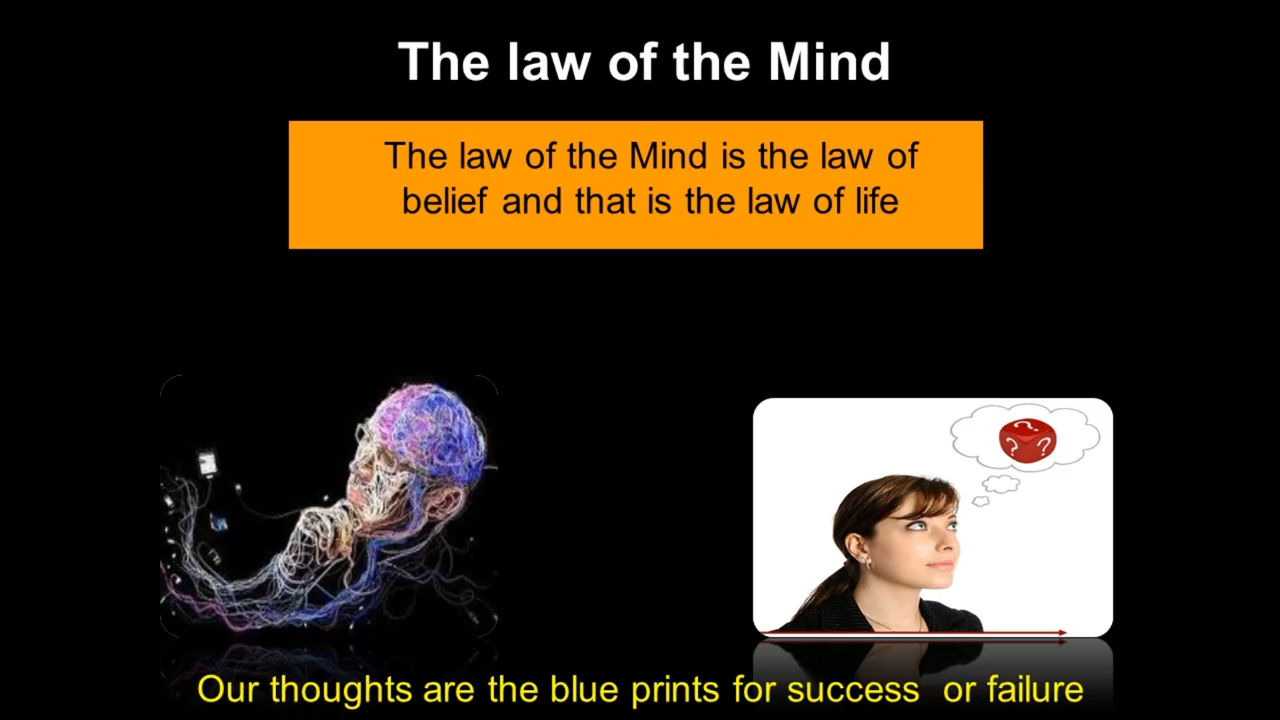 The law of the Mind
The law of the Mind is the law of
belief and that is the law of life
? ? ?
Our thoughts are the blue prints for success or failure